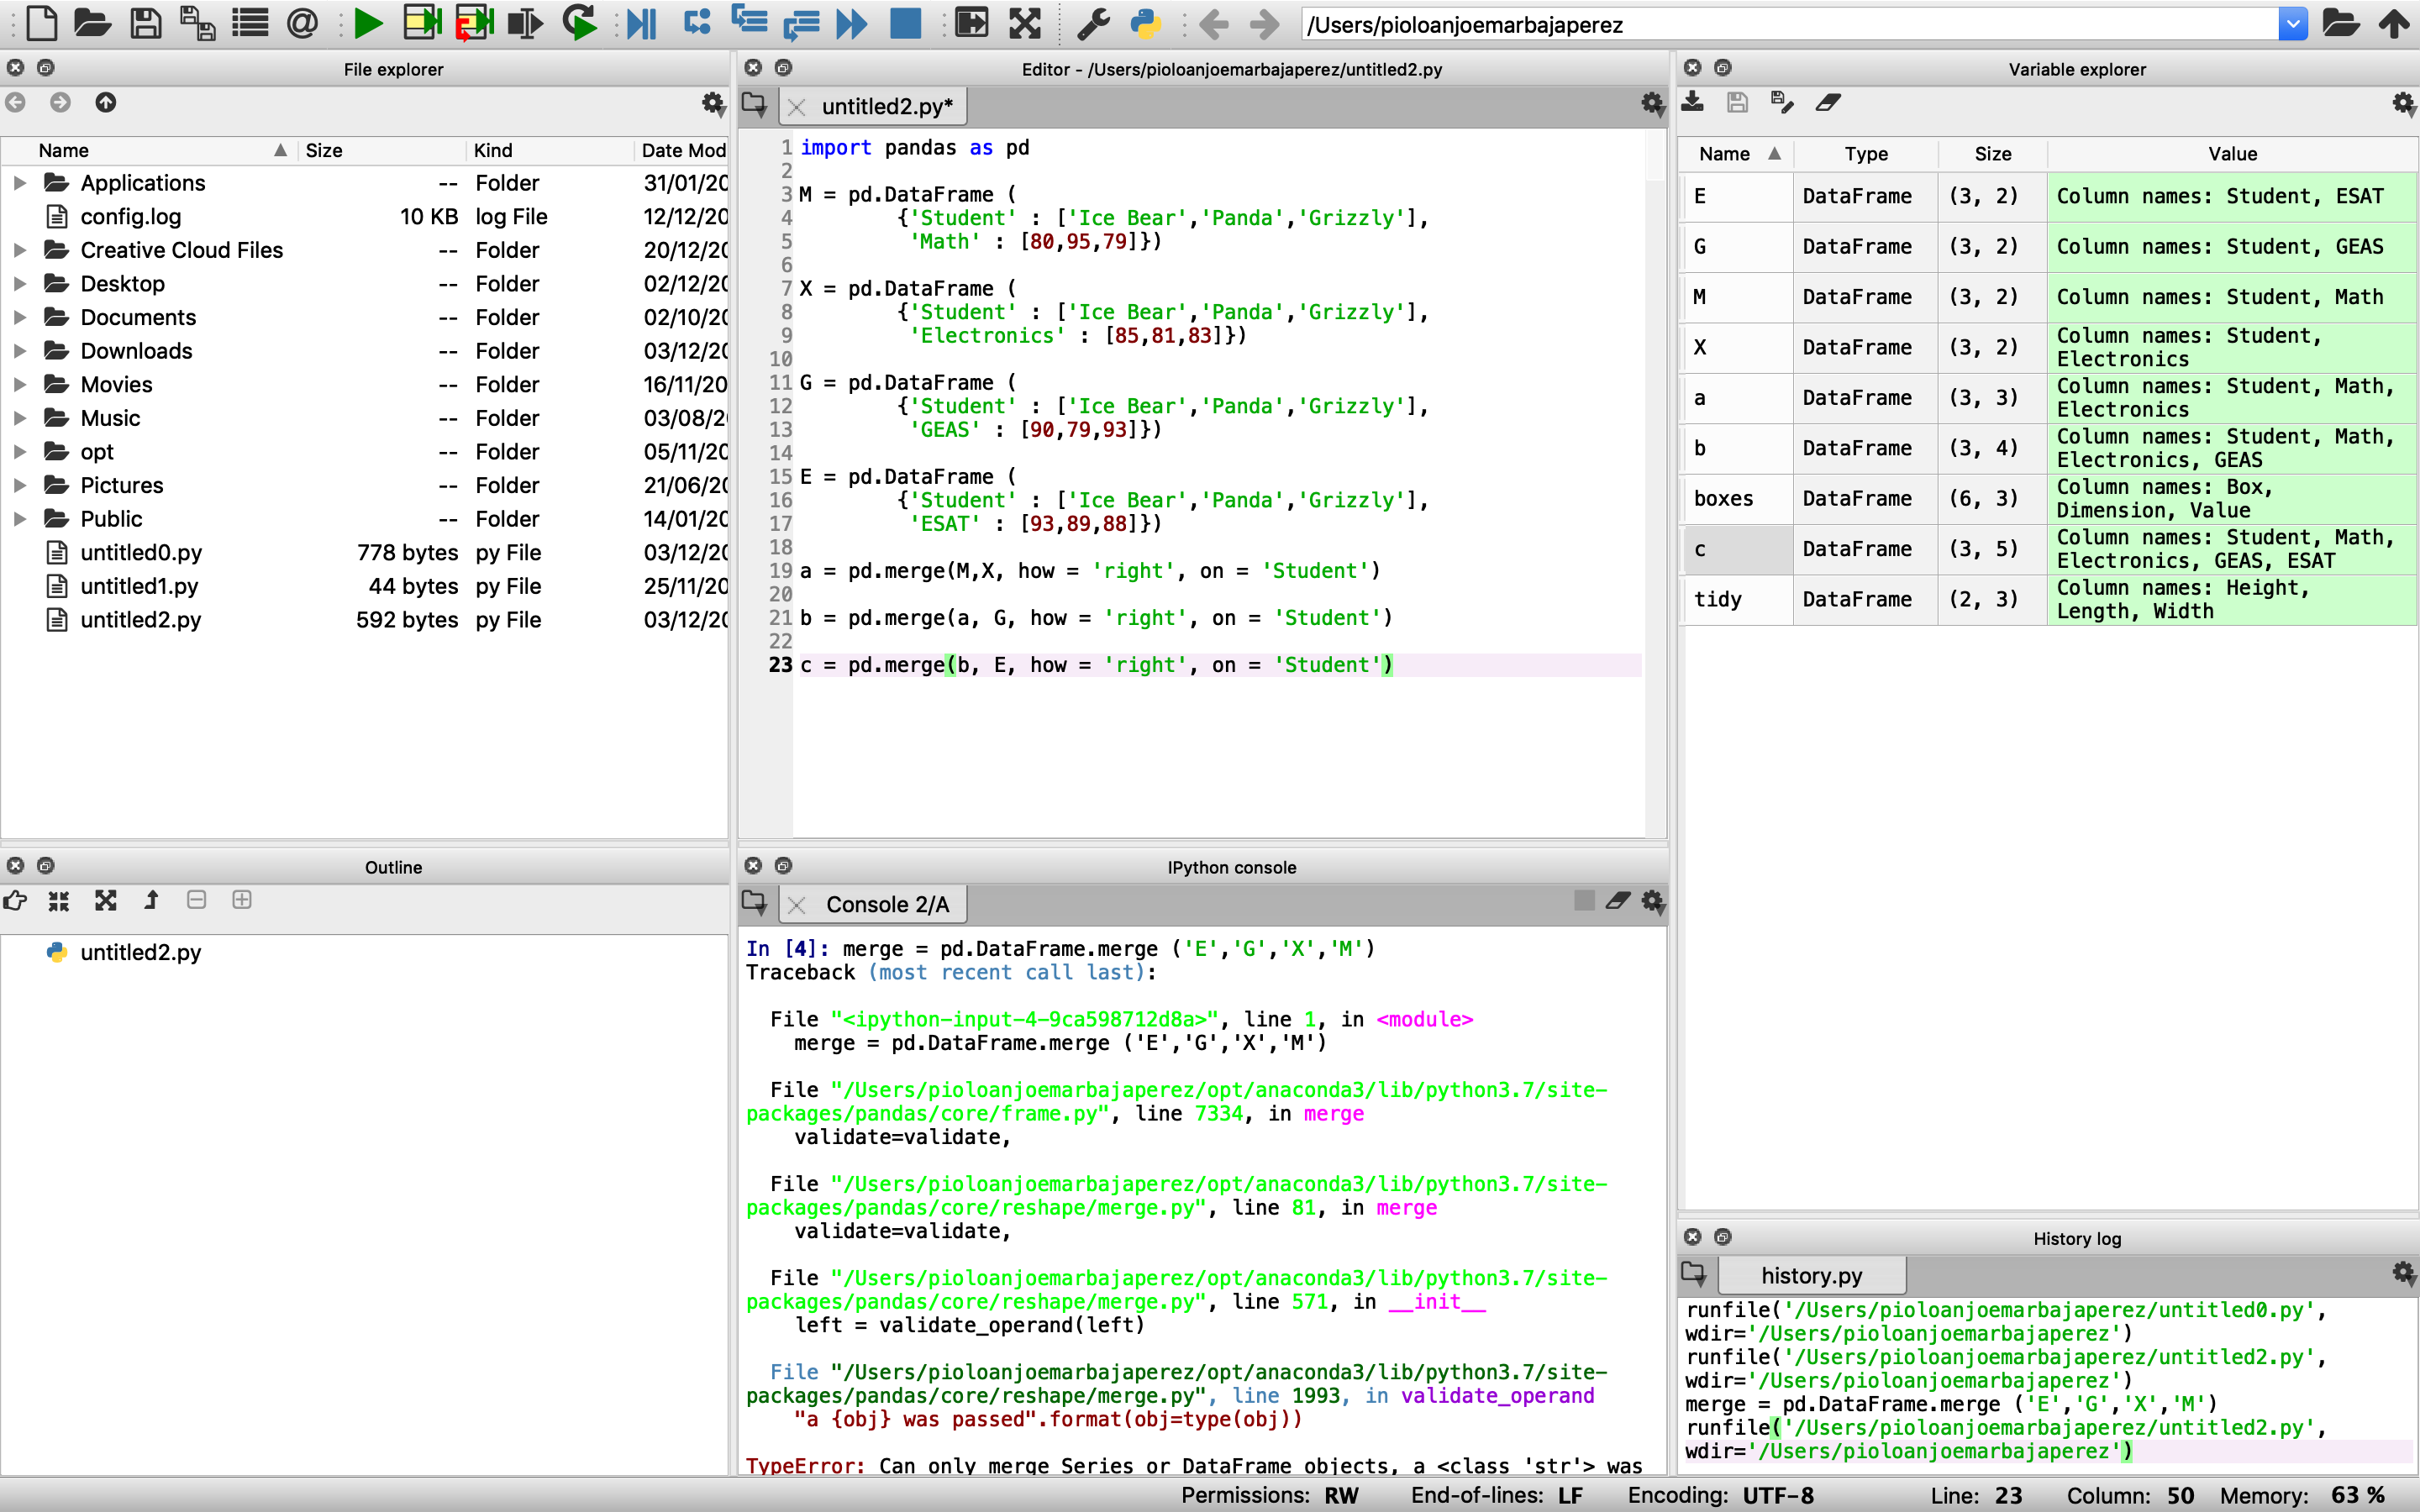 /Users/pioloanjoemarbajaperez
File explorer
Name Size Kind Date Mod
Applications -- Folder 31/01/20
config.log 10 KB log File 12/12/20
Creative Cloud Files -- Folder 20/12/20
Desktop -- Folder 02/12/20
Documents -- Folder 02/10/20
Downloads -- Folder 03/12/20
Movies -- Folder 16/11/20
Music -- Folder 03/08/2
opt -- Folder 05/11/20
Pictures -- Folder 21/06/20
Public -- Folder 14/01/20
untitled0.py 778 bytes py File 03/12/20
untitled1.py 44 bytes py File 25/11/20
untitled2.py 592 bytes py File 03/12/20
Outline
untitled2.py
Editor - /Users/pioloanjoemarbajaperez/untitled2.py
untitled2.py*
1 import pandas as pd
2
3 M = pd.DataFrame (
4 {'Student' : ['Ice Bear','Panda','Grizzly'],
5 'Math' : [80,95,79]})
6
7 X = pd.DataFrame (
8 {'Student' : ['Ice Bear','Panda','Grizzly'],
9 'Electronics' : [85,81,83]})
10
11 G = pd.DataFrame (
12 {'Student' : ['Ice Bear','Panda','Grizzly'],
13 'GEAS' : [90,79,93]})
14
15 E = pd.DataFrame (
16 {'Student' : ['Ice Bear','Panda','Grizzly'],
17 'ESAT' : [93,89,88]})
18
19 a = pd.merge(M,X, how = 'right', on = 'Student')
20
21 b = pd.merge(a, G, how = 'right', on = 'Student')
22
23 c = pd.merge(b, E, how = 'right', on = 'Student')
IPython console
Console 2/A
In [4]: merge = pd.DataFrame.merge ('E','G','X','M')
Traceback (most recent call last):
File "<ipython-input-4-9ca598712d8a>", line 1, in <module>
merge = pd.DataFrame.merge ('E','G','X','M')
File "/Users/pioloanjoemarbajaperez/opt/anaconda3/lib/python3.7/site-
packages/pandas/core/frame.py", line 7334, in merge
validate=validate,
File "/Users/pioloanjoemarbajaperez/opt/anaconda3/lib/python3.7/site-
packages/pandas/core/reshape/merge.py", line 81, in merge
validate=validate,
File "/Users/pioloanjoemarbajaperez/opt/anaconda3/lib/python3.7/site-
packages/pandas/core/reshape/merge.py", line 571, in __init__
left = validate_operand(left)
File "/Users/pioloanjoemarbajaperez/opt/anaconda3/lib/python3.7/site-
packages/pandas/core/reshape/merge.py", line 1993, in validate_operand
"a {obj} was passed".format(obj=type(obj))
TypeError: Can only merge Series or DataFrame objects, a <class 'str'> was
Variable explorer
Name Type Size Value
E DataFrame (3, 2) Column names: Student, ESAT
G DataFrame (3, 2) Column names: Student, GEAS
M DataFrame (3, 2) Column names: Student, Math
X DataFrame (3, 2) Column names: Student,
Electronics
a DataFrame (3, 3) Column names: Student, Math,
Electronics
b DataFrame (3, 4) Column names: Student, Math,
Electronics, GEAS
boxes DataFrame (6, 3) Column names: Box,
Dimension, Value
c DataFrame (3, 5) Column names: Student, Math,
Electronics, GEAS, ESAT
tidy DataFrame (2, 3) Column names: Height,
Length, Width
History log
history.py
runfile('/Users/pioloanjoemarbajaperez/untitled0.py',
wdir='/Users/pioloanjoemarbajaperez')
runfile('/Users/pioloanjoemarbajaperez/untitled2.py',
wdir='/Users/pioloanjoemarbajaperez')
merge = pd.DataFrame.merge ('E','G','X','M')
runfile('/Users/pioloanjoemarbajaperez/untitled2.py',
wdir='/Users/pioloanjoemarbajaperez')
Permissions: RW End-of-lines: LF Encoding: UTF-8 Line: 23 Column: 50 Memory: 63 %